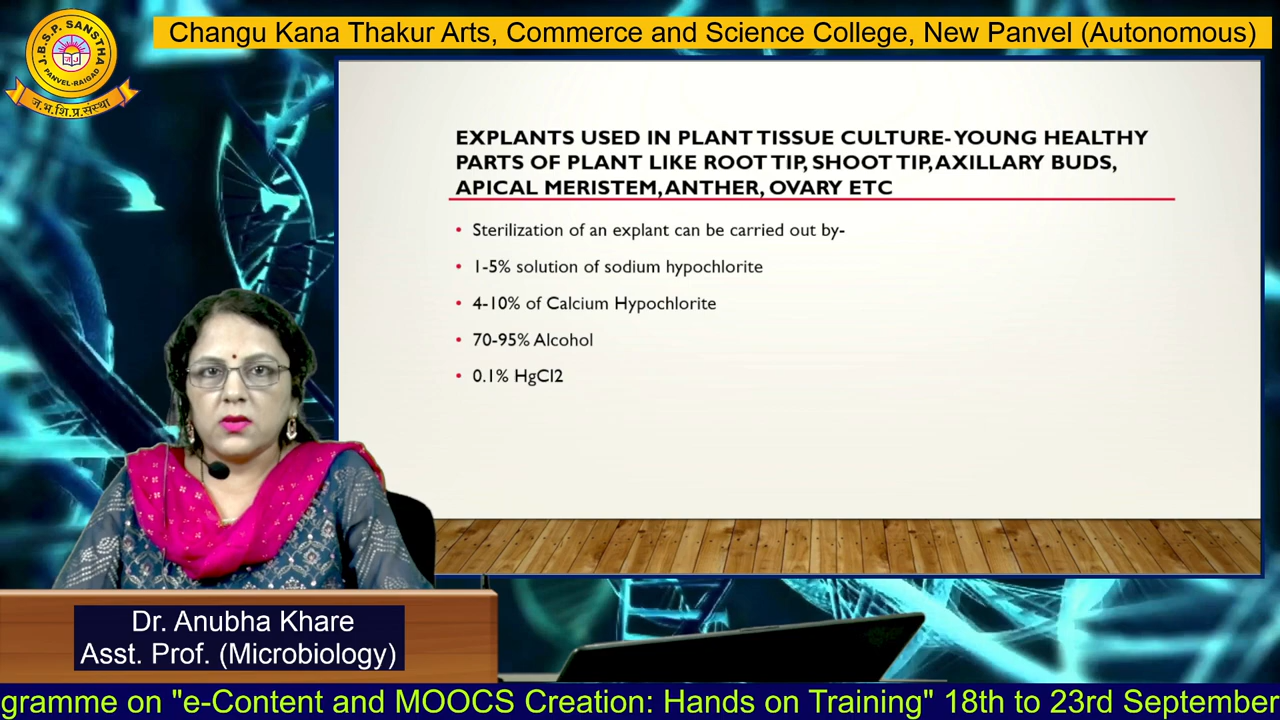 J.B.S.P. SANSTHA
PANVEL-RAIGAD
ज.भ.शि.प्र.संस्था
Changu Kana Thakur Arts, Commerce and Science College, New Panvel (Autonomous)
EXPLANTS USED IN PLANT TISSUE CULTURE- YOUNG HEALTHY
PARTS OF PLANT LIKE ROOT TIP, SHOOT TIP, AXILLARY BUDS,
APICAL MERISTEM, ANTHER, OVARY ETC
• Sterilization of an explant can be carried out by-
• 1-5% solution of sodium hypochlorite
• 4-10% of Calcium Hypochlorite
• 70-95% Alcohol
• 0.1% HgCl2
Dr. Anubha Khare
Asst. Prof. (Microbiology)
gramme on "e-Content and MOOCS Creation: Hands on Training" 18th to 23rd September